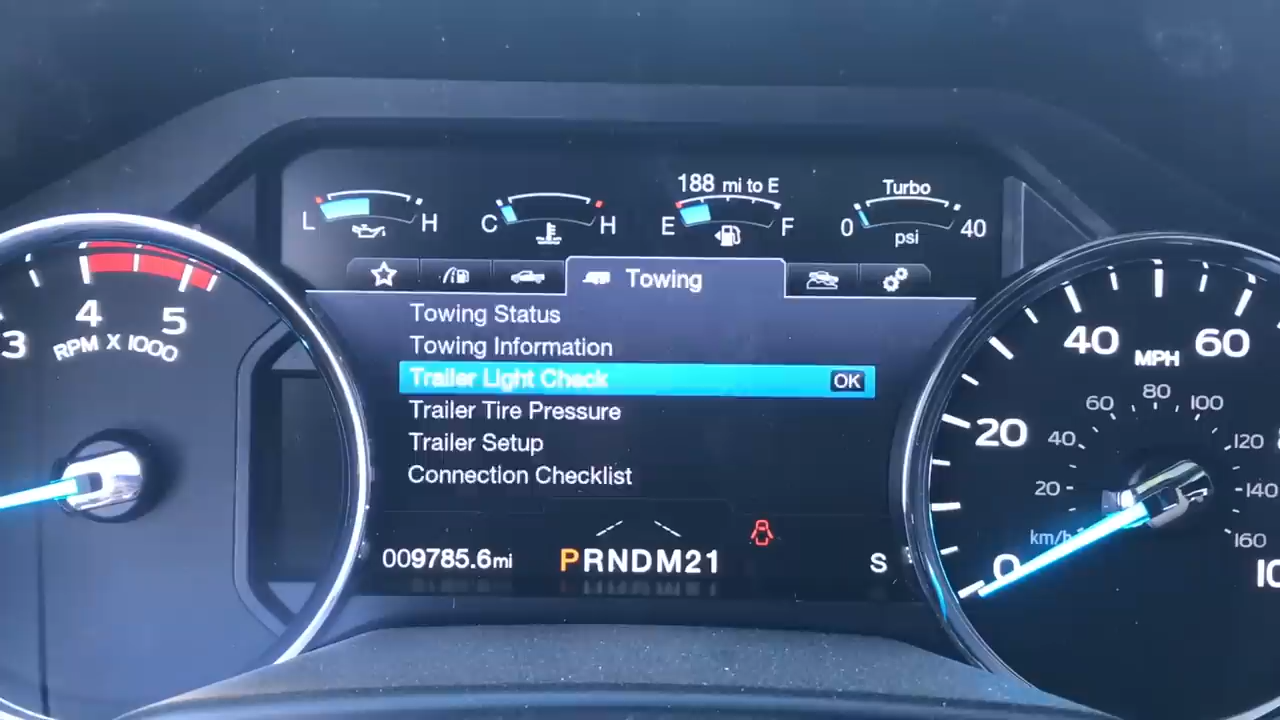 188 mi to E
Turbo
L H
C H
E F
0 40
psi
Towing
Towing Status
Towing Information
Trailer Light Check OK
Trailer Tire Pressure
Trailer Setup
Connection Checklist
009785.6mi
PRNDM21
S
3 4 5
RPM X 1000
0 20 40 60
MPH
20 40 60 80 100 120 140 160
km/h